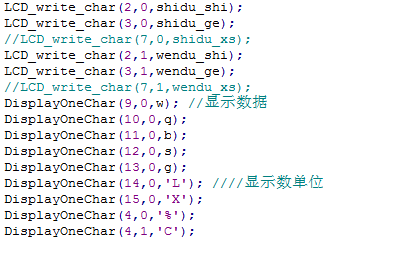 LCD_write_char(2,0,shidu_shi);
LCD_write_char(3,0,shidu_ge);
//LCD_write_char(7,0,shidu_xs);
LCD_write_char(2,1,wendu_shi);
LCD_write_char(3,1,wendu_ge);
//LCD_write_char(7,1,wendu_xs);
DisplayOneChar(9,0,w); //显示数据
DisplayOneChar(10,0,q);
DisplayOneChar(11,0,b);
DisplayOneChar(12,0,s);
DisplayOneChar(13,0,g);
DisplayOneChar(14,0,'L'); ////显示数单位
DisplayOneChar(15,0,'X');
DisplayOneChar(4,0,'%');
DisplayOneChar(4,1,'C');